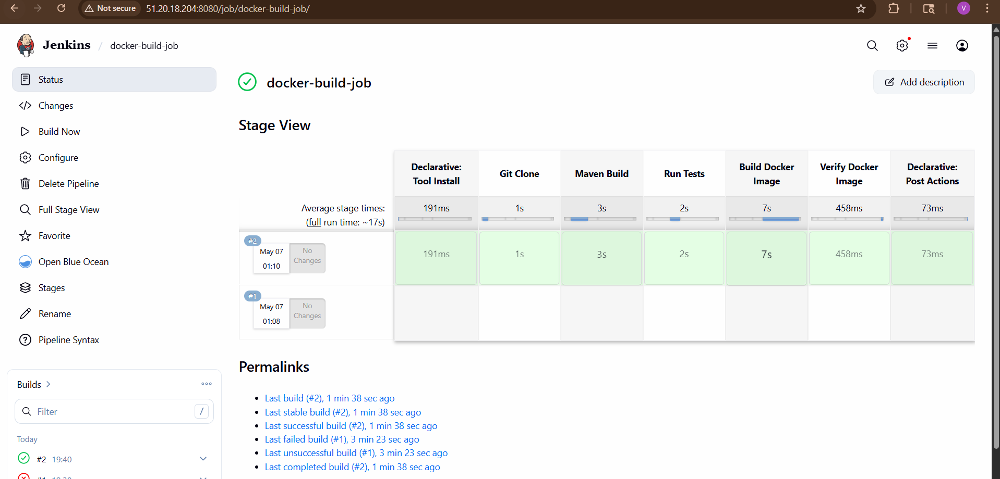 Not secure
51.20.18.204:8080/job/docker-build-job/
V
Jenkins / docker-build-job
Status
Changes
Build Now
Configure
Delete Pipeline
Full Stage View
Favorite
Open Blue Ocean
Stages
Rename
Pipeline Syntax
Builds
Filter
/
Today
#2 19:40
docker-build-job
Add description
Stage View
Declarative: Tool Install
Git Clone
Maven Build
Run Tests
Build Docker Image
Verify Docker Image
Declarative: Post Actions
Average stage times:
(full run time: ~17s)
191ms
1s
3s
2s
7s
458ms
73ms
#2
May 07
01:10
No Changes
191ms
1s
3s
2s
7s
458ms
73ms
#1
May 07
01:08
No Changes
Permalinks
Last build (#2), 1 min 38 sec ago
Last stable build (#2), 1 min 38 sec ago
Last successful build (#2), 1 min 38 sec ago
Last failed build (#1), 3 min 23 sec ago
Last unsuccessful build (#1), 3 min 23 sec ago
Last completed build (#2), 1 min 38 sec ago